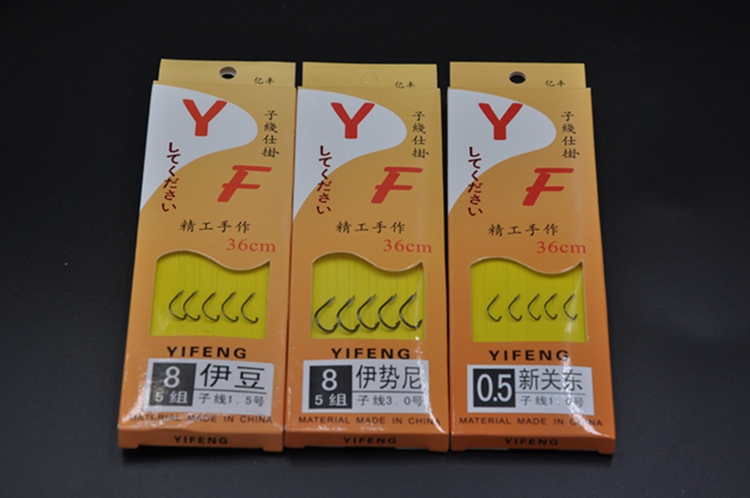 亿丰
Y
子綫仕掛
してください
F
精工手作
36cm
YIFENG
8
5组
伊豆
子线1.5号
MATERIAL MADE IN CHINA
YIFENG
亿丰
Y
子綫仕掛
してください
F
精工手作
36cm
YIFENG
8
5组
伊势尼
子线3.0号
MATERIAL MADE IN CHINA
YIFENG
亿丰
Y
子綫仕掛
してください
F
精工手作
36cm
YIFENG
0.5
新关东
子线1.0号
MATERIAL MADE IN CHINA
YIFENG